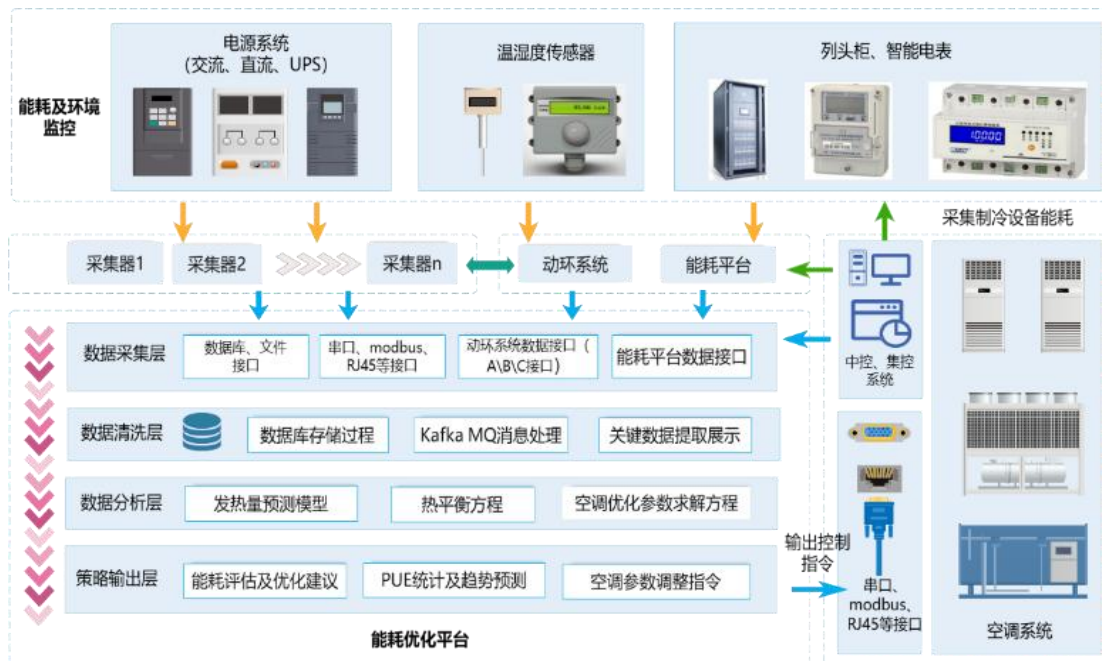 电源系统
(交流、直流、UPS)
温湿度传感器
列头柜、智能电表
能耗及环境
监控
10,000
采集制冷设备能耗
采集器1
采集器2
采集器n
动环系统
能耗平台
中控、集控
系统
数据采集层
数据库、文件
接口
串口、modbus、
RJ45等接口
动环系统数据接口（
A\B\C接口）
能耗平台数据接口
数据清洗层
数据库存储过程
Kafka MQ消息处理
关键数据提取展示
数据分析层
发热量预测模型
热平衡方程
空调优化参数求解方程
策略输出层
能耗评估及优化建议
PUE统计及趋势预测
空调参数调整指令
输出控制
指令
串口、
modbus、
RJ45等接口
空调系统
能耗优化平台